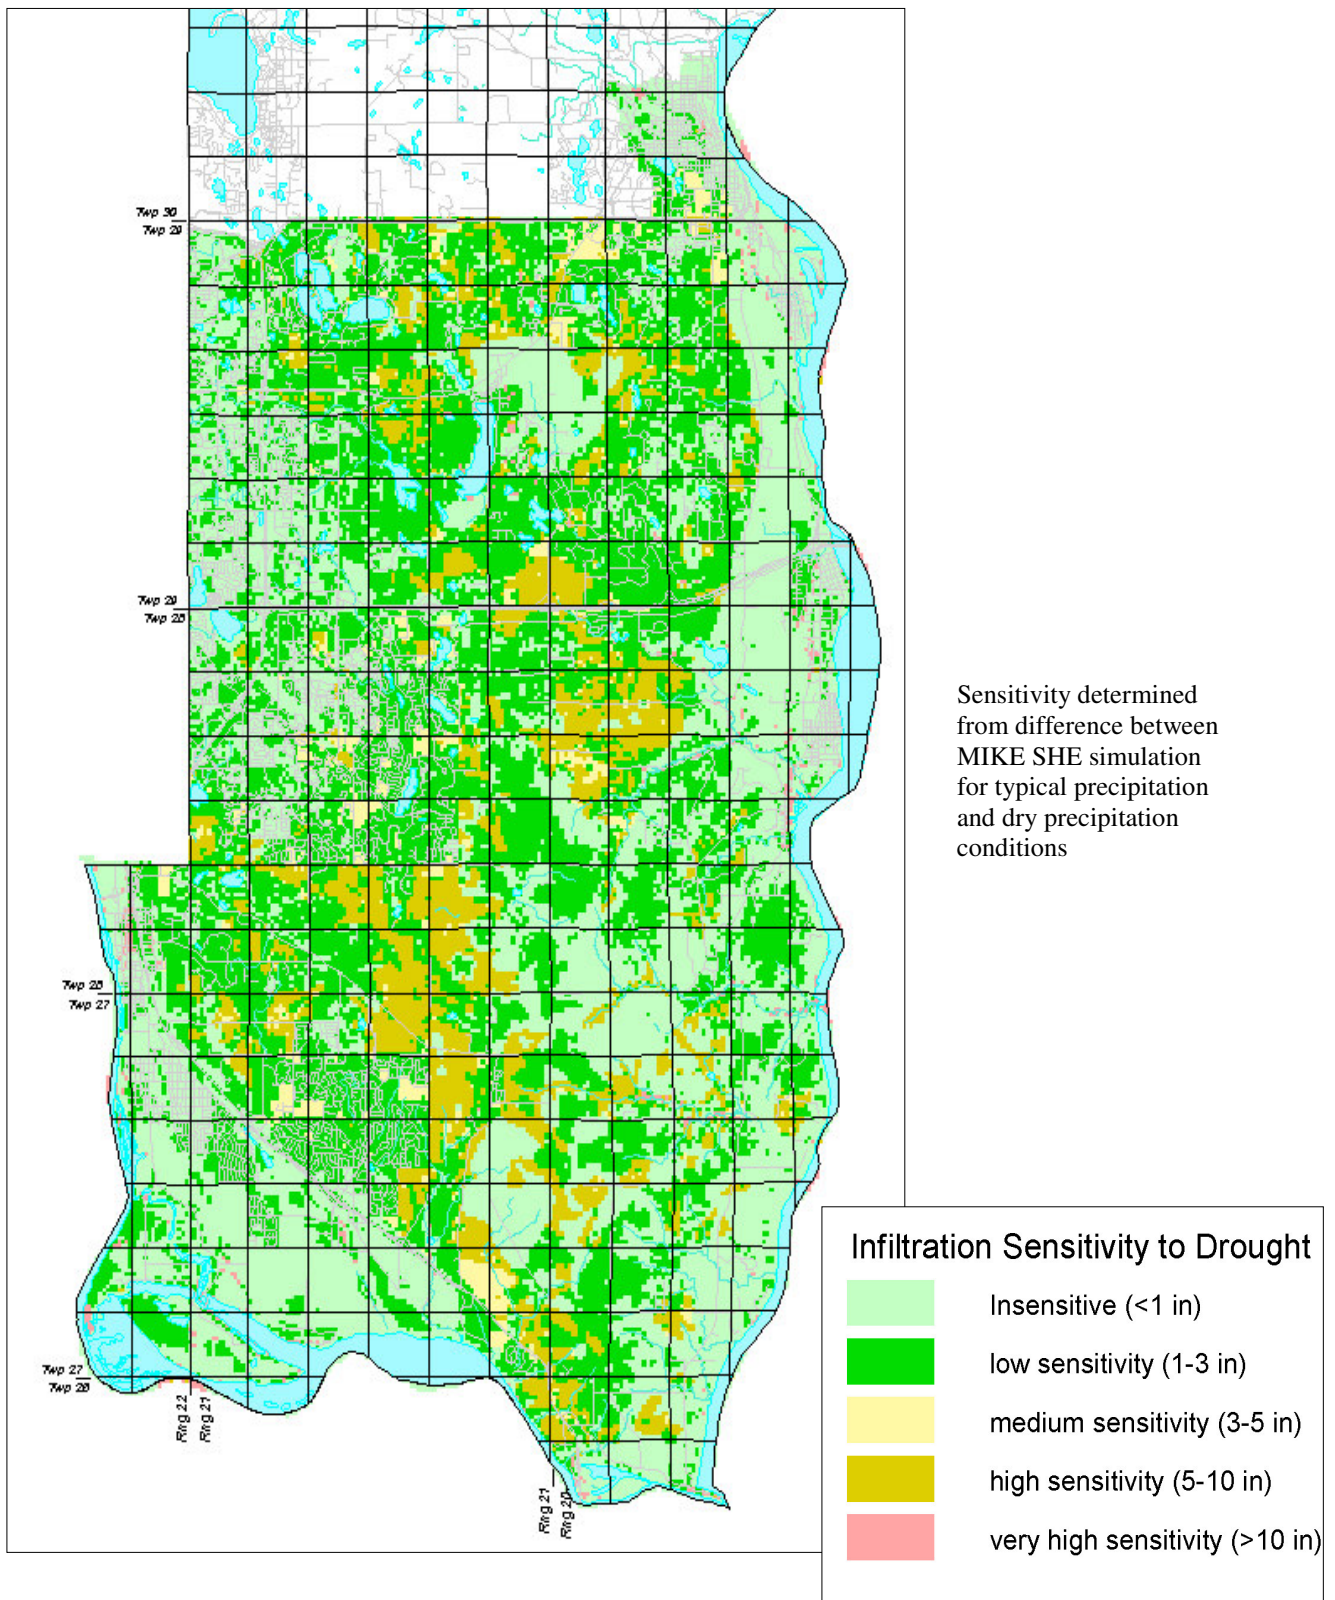 Twp 30
Twp 29
Twp 29
Twp 28
Sensitivity determined
from difference between
MIKE SHE simulation
for typical precipitation
and dry precipitation
conditions
Twp 28
Twp 27
Twp 27
Twp 26
Rng 22
Rng 21
Rng 21
Rng 20
Infiltration Sensitivity to Drought
Insensitive (<1 in)
low sensitivity (1-3 in)
medium sensitivity (3-5 in)
high sensitivity (5-10 in)
very high sensitivity (>10 in)